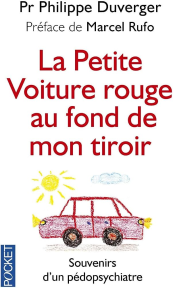 Pr Philippe Duverger
Préface de Marcel Rufo
La Petite
Voiture rouge
au fond de
mon tiroir
Souvenirs
d'un pédopsychiatre
POCKET